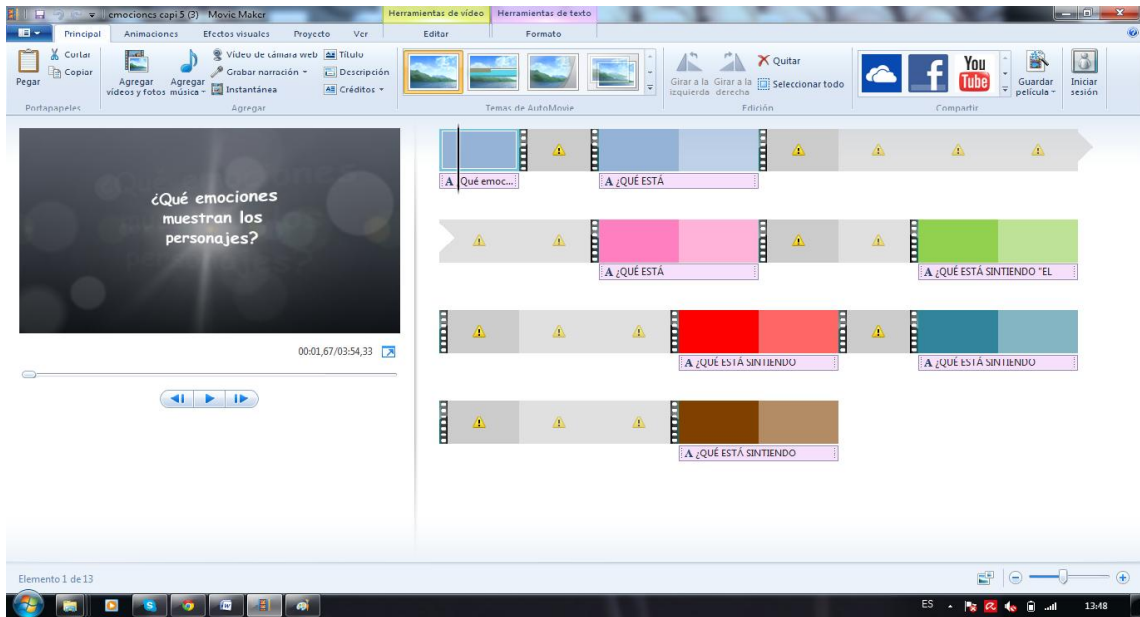 emociones capi 5 (3) Movie Maker
Herramientas de vídeo
Herramientas de texto
Principal
Animaciones
Efectos visuales
Proyecto
Ver
Editar
Formato
Pegar
Cortar
Copiar
Portapapeles
Agregar vídeos y fotos
Agregar música
Vídeo de cámara web
Grabar narración
Instantánea
Título
Descripción
Créditos
Agregar
Temas de AutoMovie
Girar a la izquierda
Girar a la derecha
Quitar
Seleccionar todo
Edición
You Tube
Compartir
Guardar película
Iniciar sesión
¿Qué emociones
muestran los
personajes?
00:01,67/03:54,33
A ¿Qué emoc...
A ¿QUÉ ESTÁ
A ¿QUÉ ESTÁ
A ¿QUÉ ESTÁ SINTIENDO "EL
A ¿QUÉ ESTÁ SINTIENDO
A ¿QUÉ ESTÁ SINTIENDO
A ¿QUÉ ESTÁ SINTIENDO
Elemento 1 de 13
ES
13:48